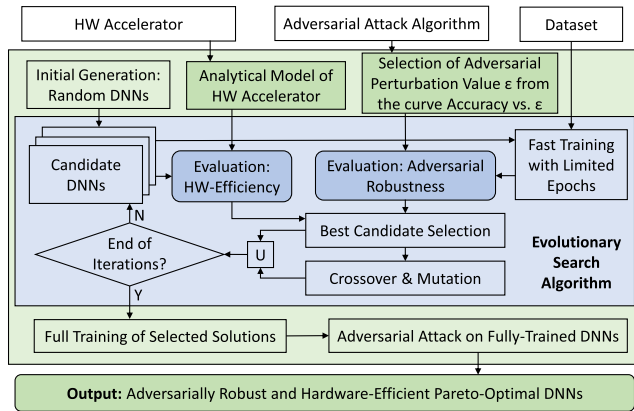 HW Accelerator
Adversarial Attack Algorithm
Dataset
Initial Generation:
Random DNNs
Analytical Model of
HW Accelerator
Selection of Adversarial
Perturbation Value ε from
the curve Accuracy vs. ε
Candidate
DNNs
Evaluation:
HW-Efficiency
Evaluation: Adversarial
Robustness
Fast Training
with Limited
Epochs
N
End of
Iterations?
U
Best Candidate Selection
Crossover & Mutation
Evolutionary
Search
Algorithm
Y
Full Training of Selected Solutions
Adversarial Attack on Fully-Trained DNNs
Output: Adversarially Robust and Hardware-Efficient Pareto-Optimal DNNs